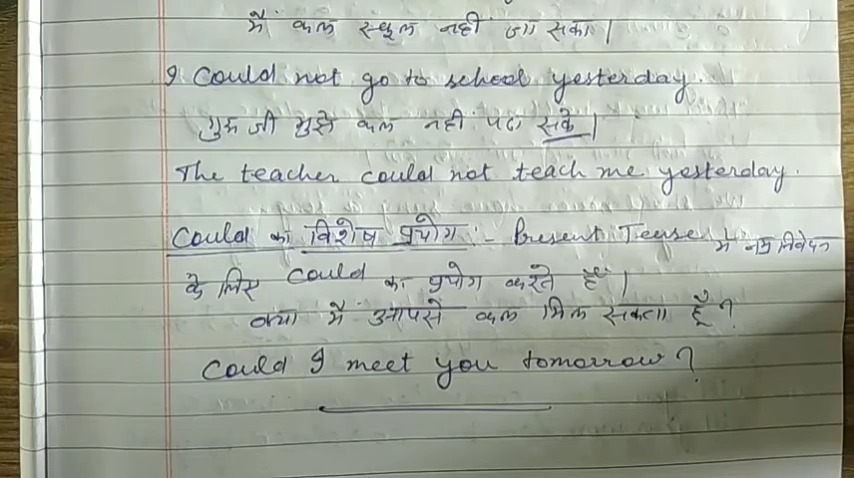 मैं कल स्कूल नहीं जा सका।
I Could not go to school yesterday.
गुरु जी मुझे कल नहीं पढा सके।
The teacher could not teach me yesterday.
Could का विशेष प्रयोग :- Present Tense में नम्र निवेदन
के लिए Could का प्रयोग करते हैं।
क्या मैं आपसे कल मिल सकता हूँ?
Could I meet you tomorrow?